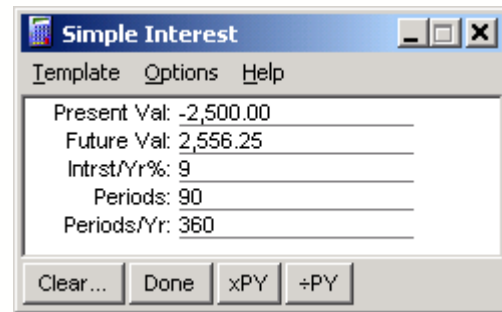 Simple Interest
Template Options Help
Present Val: -2,500.00
Future Val: 2,556.25
Intrst/Yr%: 9
Periods: 90
Periods/Yr: 360
Clear... Done xPY ÷PY